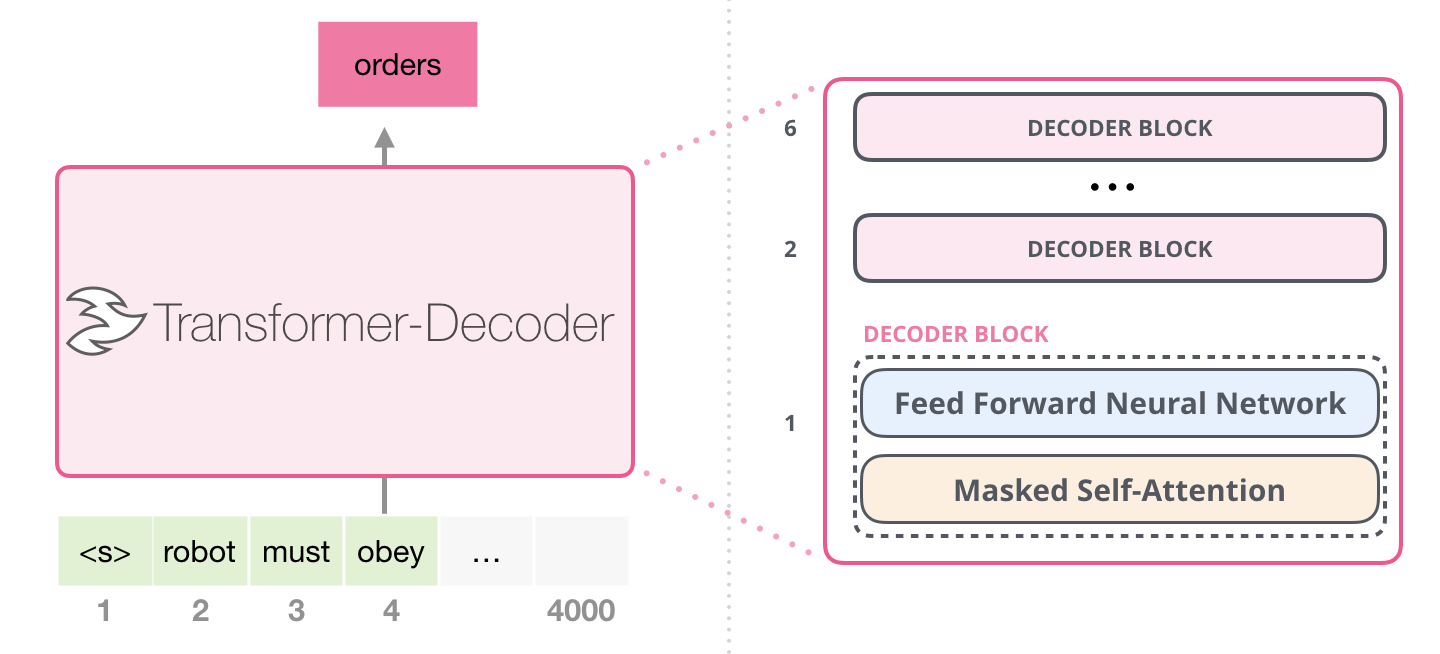 orders
Transformer-Decoder
<s> robot must obey ...
1 2 3 4 4000
6 DECODER BLOCK
...
2 DECODER BLOCK
DECODER BLOCK
1
Feed Forward Neural Network
Masked Self-Attention